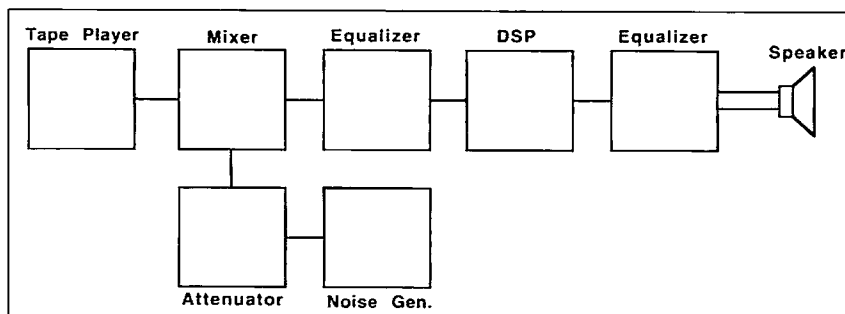 Tape Player
Mixer
Equalizer
DSP
Equalizer
Speaker
Attenuator
Noise Gen.